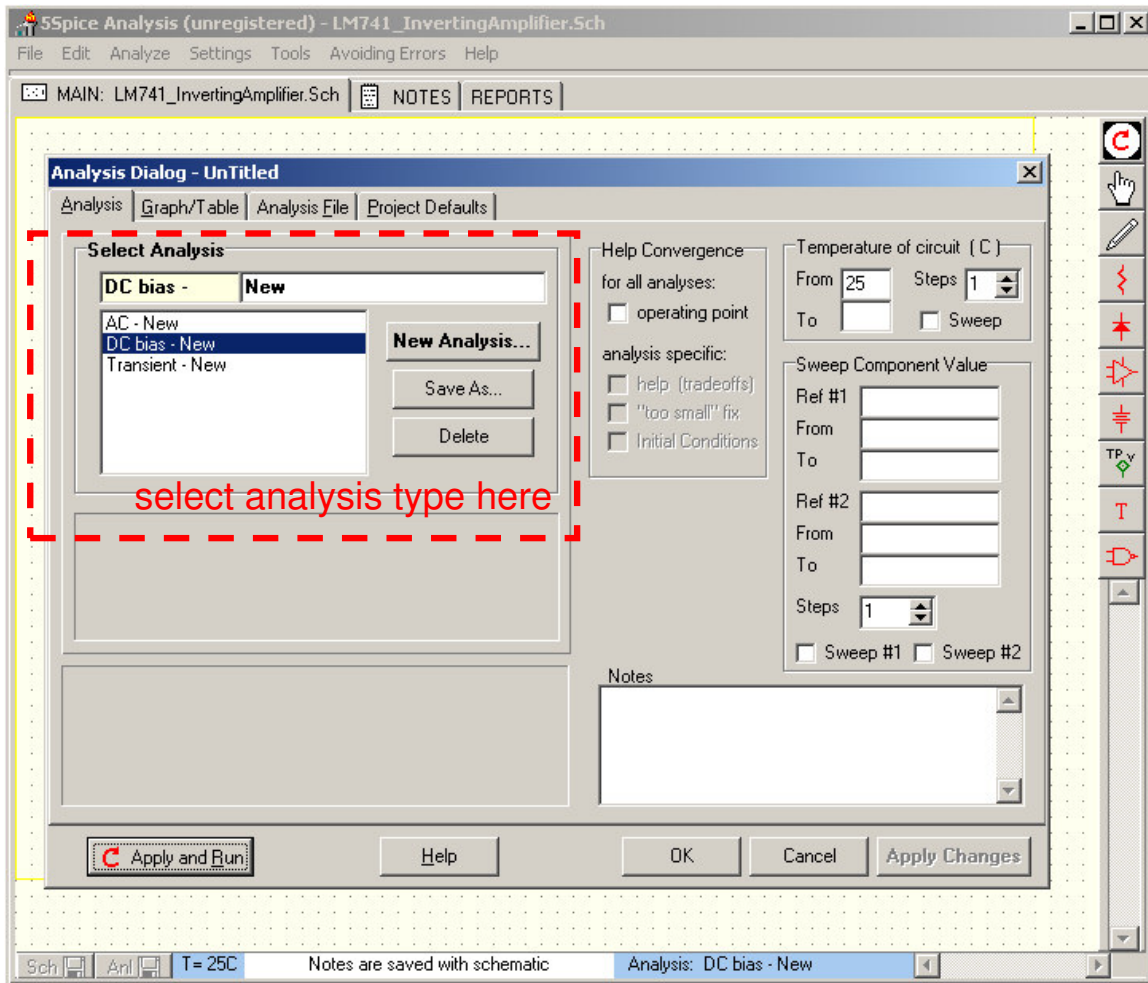 5Spice Analysis (unregistered) - LM741_InvertingAmplifier.Sch
File Edit Analyze Settings Tools Avoiding Errors Help
MAIN: LM741_InvertingAmplifier.Sch NOTES REPORTS
Analysis Dialog - UnTitled
Analysis Graph/Table Analysis File Project Defaults
Select Analysis
DC bias - New
AC - New
DC bias - New
Transient - New
New Analysis...
Save As...
Delete
select analysis type here
Help Convergence
for all analyses:
operating point
analysis specific:
help (tradeoffs)
"too small" fix
Initial Conditions
Temperature of circuit ( C )
From 25 Steps 1
To Sweep
Sweep Component Value
Ref #1
From
To
Ref #2
From
To
Steps 1
Sweep #1 Sweep #2
Notes
C Apply and Run Help OK Cancel Apply Changes
C
TP V
T
Sch Anl T= 25C Notes are saved with schematic Analysis: DC bias - New